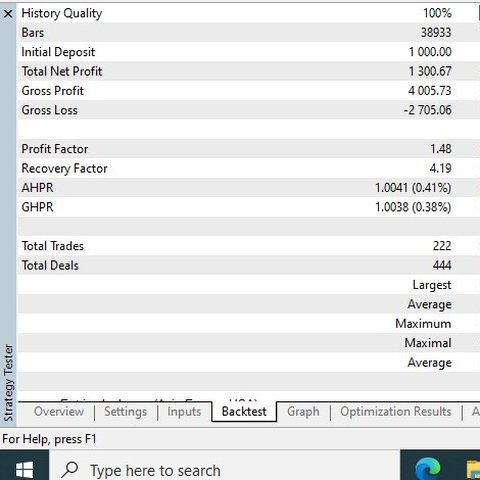 History Quality 100%
Bars 38933
Initial Deposit 1 000.00
Total Net Profit 1 300.67
Gross Profit 4 005.73
Gross Loss -2 705.06
Profit Factor 1.48
Recovery Factor 4.19
AHPR 1.0041 (0.41%)
GHPR 1.0038 (0.38%)
Total Trades 222
Total Deals 444
Largest
Average
Maximum
Maximal
Average
Strategy Tester
Overview Settings Inputs Backtest Graph Optimization Results A
For Help, press F1
Type here to search